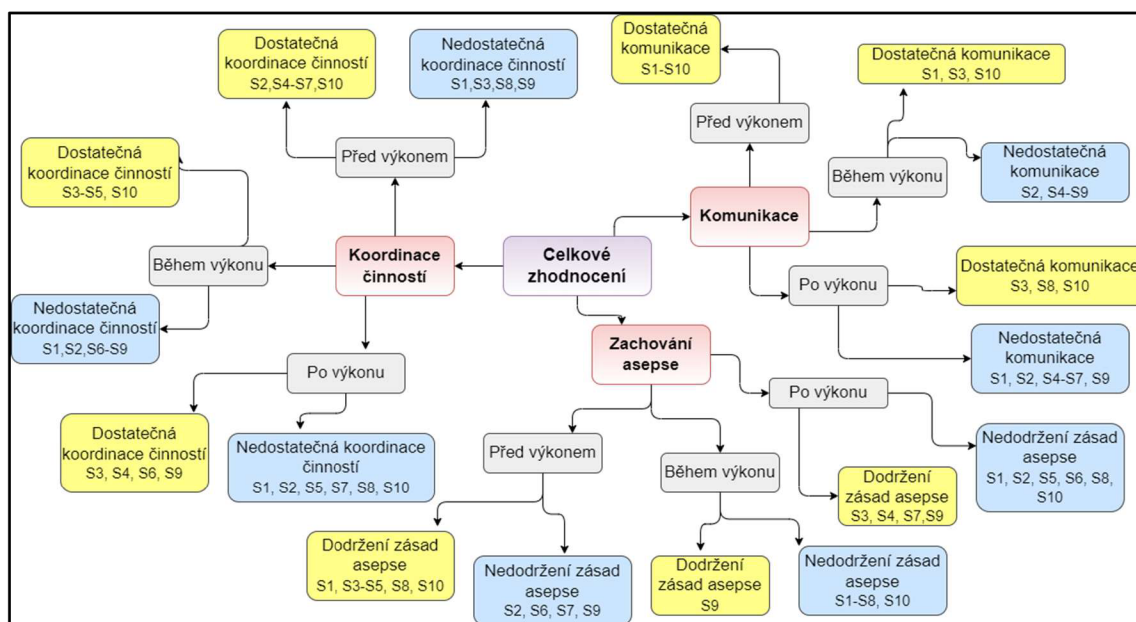 Dostatečná
koordinace činností
S2,S4-S7,S10
Nedostatečná
koordinace činností
S1,S3,S8,S9
Dostatečná
komunikace
S1-S10
Dostatečná komunikace
S1, S3, S10
Před výkonem
Před výkonem
Dostatečná
koordinace činností
S3-S5, S10
Nedostatečná
komunikace
S2, S4-S9
Během výkonu
Komunikace
Během výkonu
Koordinace
činností
Celkové
zhodnocení
Dostatečná komunikace
S3, S8, S10
Po výkonu
Nedostatečná
koordinace činností
S1,S2,S6-S9
Zachování
asepse
Nedostatečná
komunikace
S1, S2, S4-S7, S9
Po výkonu
Po výkonu
Dostatečná
koordinace činností
S3, S4, S6, S9
Nedostatečná koordinace
činností
S1, S2, S5, S7, S8, S10
Před výkonem
Během výkonu
Nedodržení zásad
asepse
S1, S2, S5, S6, S8,
S10
Dodržení
zásad asepse
S3, S4, S7,S9
Dodržení zásad
asepse
S1, S3-S5, S8, S10
Nedodržení zásad
asepse
S2, S6, S7, S9
Dodržení
zásad asepse
S9
Nedodržení zásad
asepse
S1-S8, S10